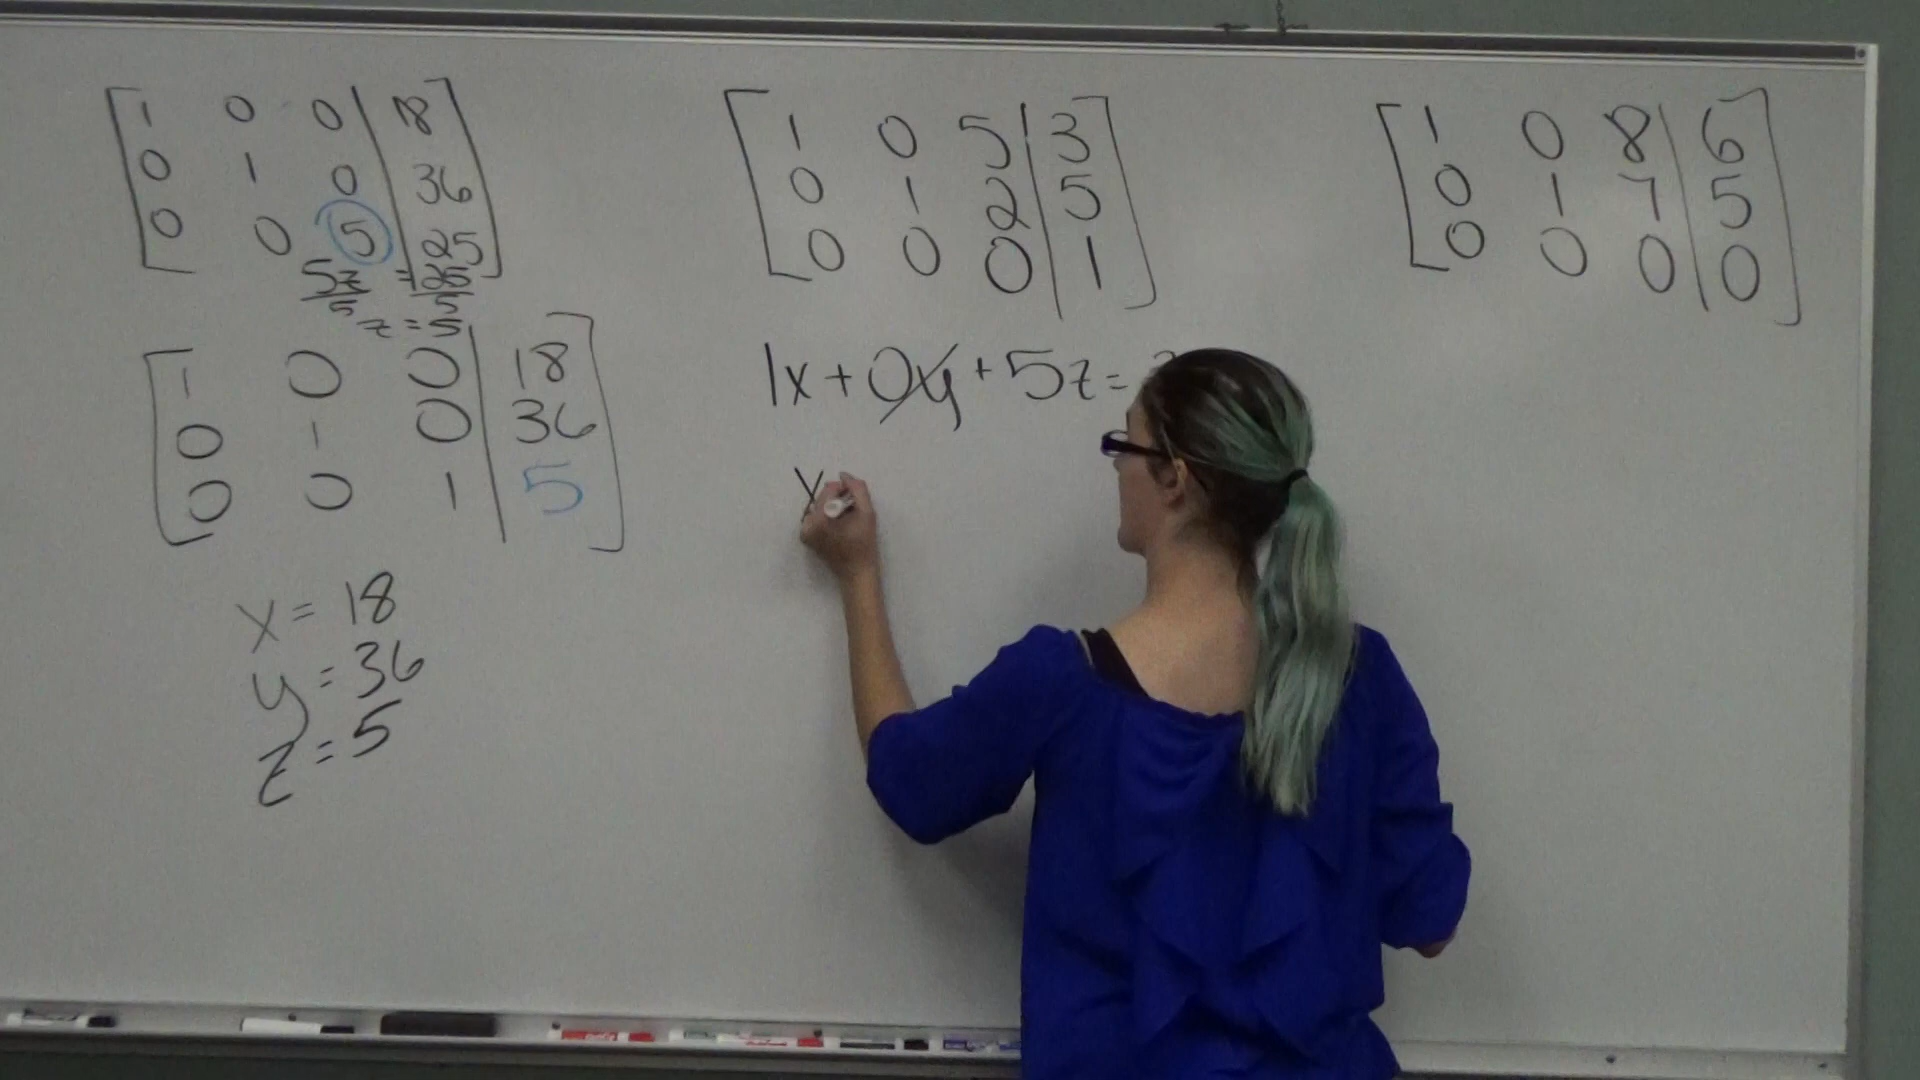 1 0 0 | 18
0 1 0 | 36
0 0 5 | 25
5z/5 = 25/5
z = 5
1 0 0 | 18
0 1 0 | 36
0 0 1 | 5
x = 18
y = 36
z = 5
1 0 5 | 3
0 1 2 | 5
0 0 0 | 1
1x + 0y + 5z =
x
1 0 8 | 6
0 1 7 | 5
0 0 0 | 0